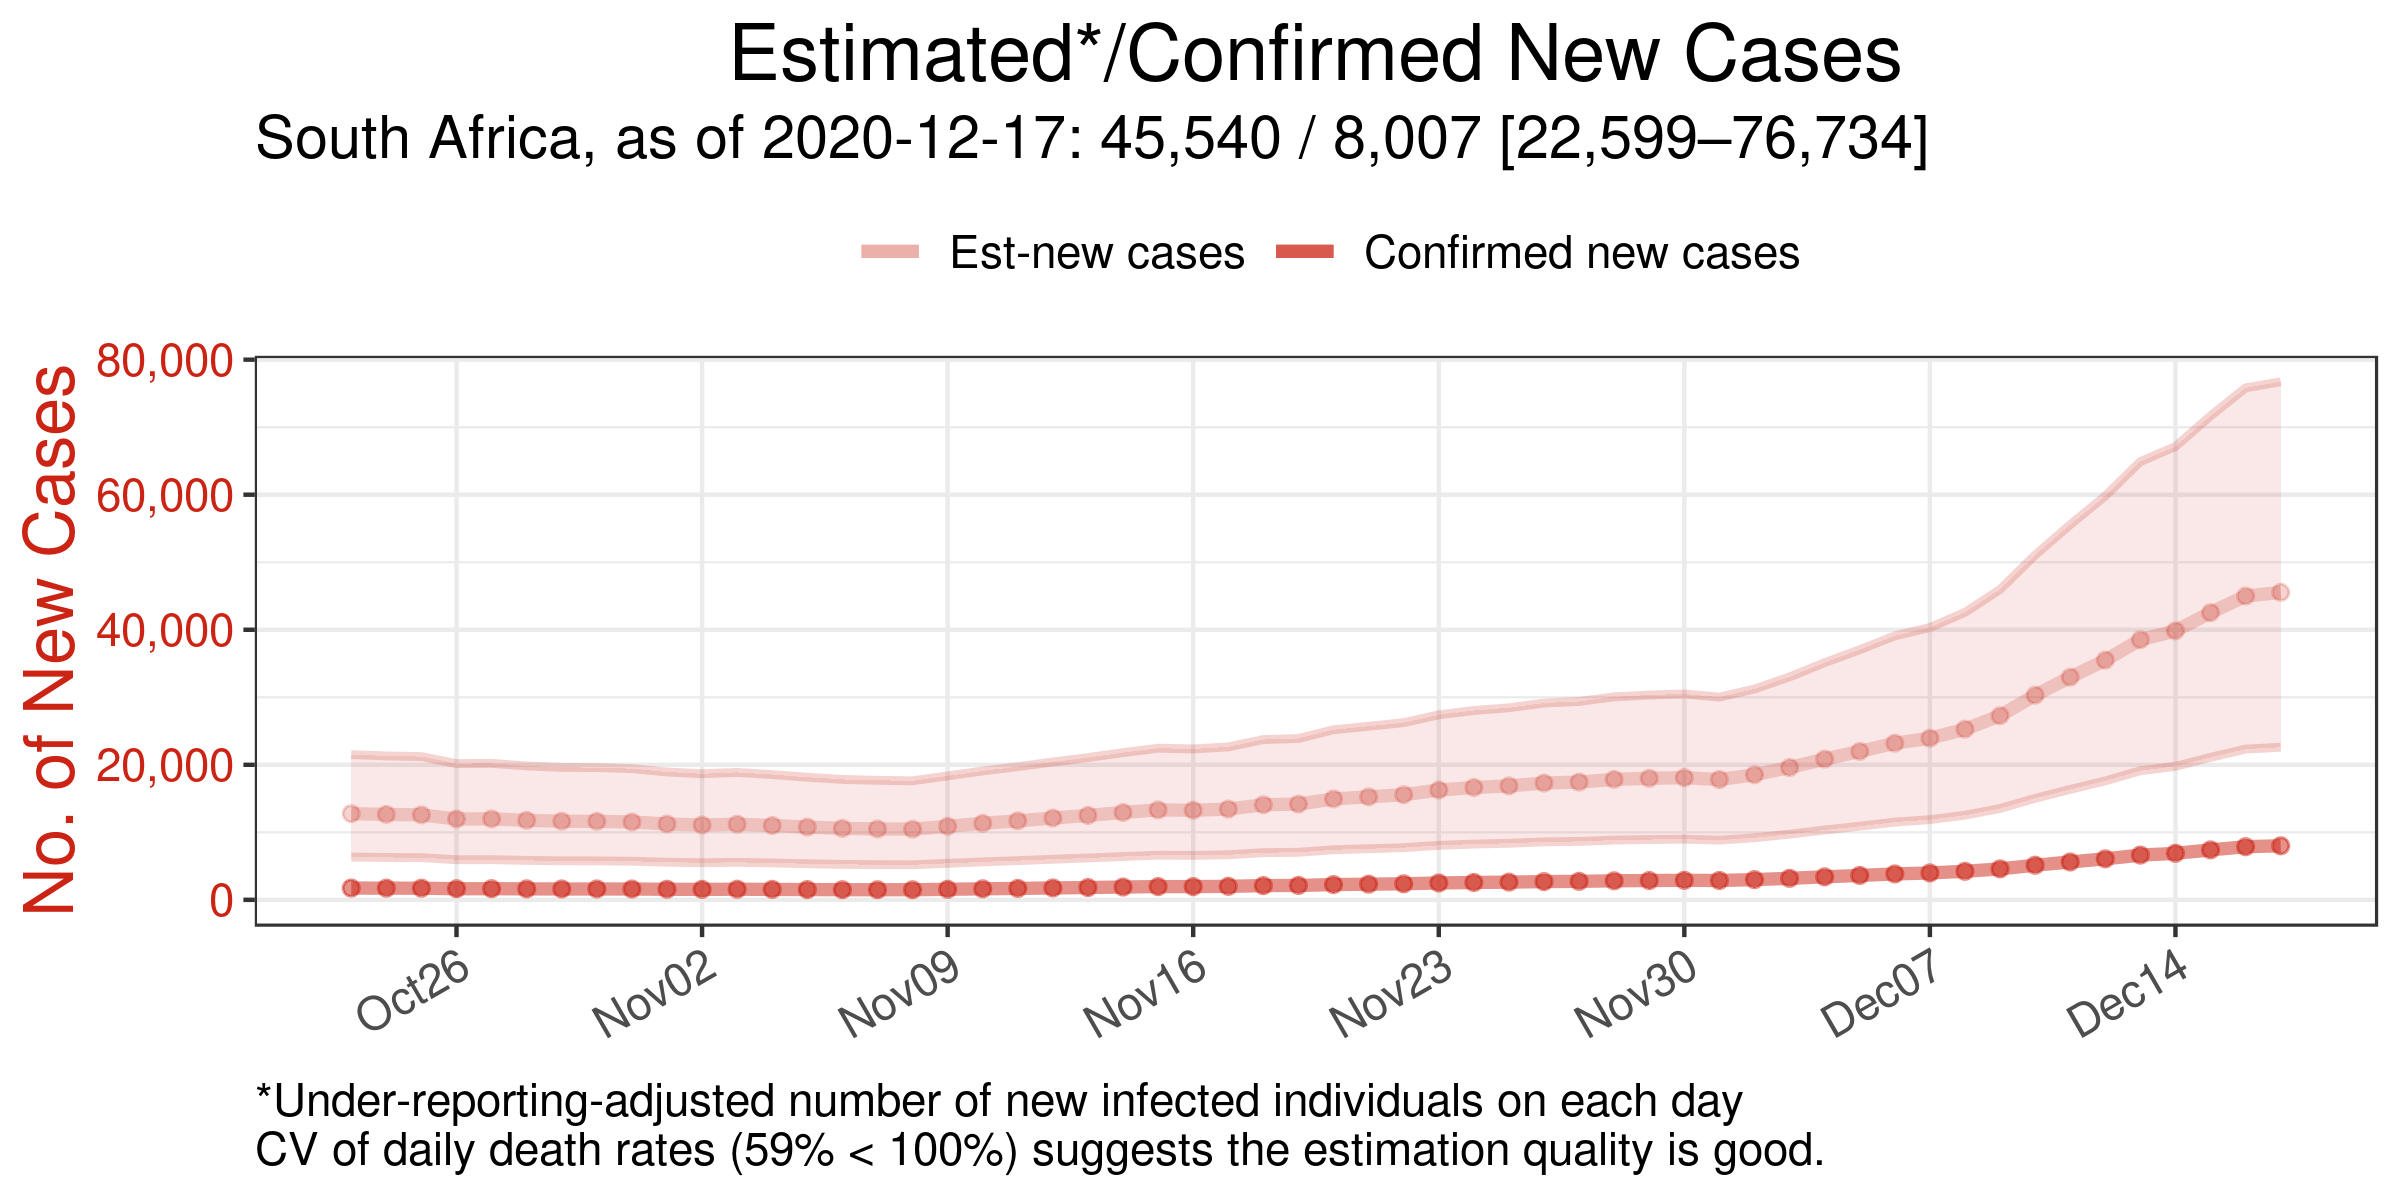 Estimated*/Confirmed New Cases
South Africa, as of 2020-12-17: 45,540 / 8,007 [22,599–76,734]
Est-new cases Confirmed new cases
No. of New Cases
80,000
60,000
40,000
20,000
0
Oct26 Nov02 Nov09 Nov16 Nov23 Nov30 Dec07 Dec14
*Under-reporting-adjusted number of new infected individuals on each day
CV of daily death rates (59% < 100%) suggests the estimation quality is good.